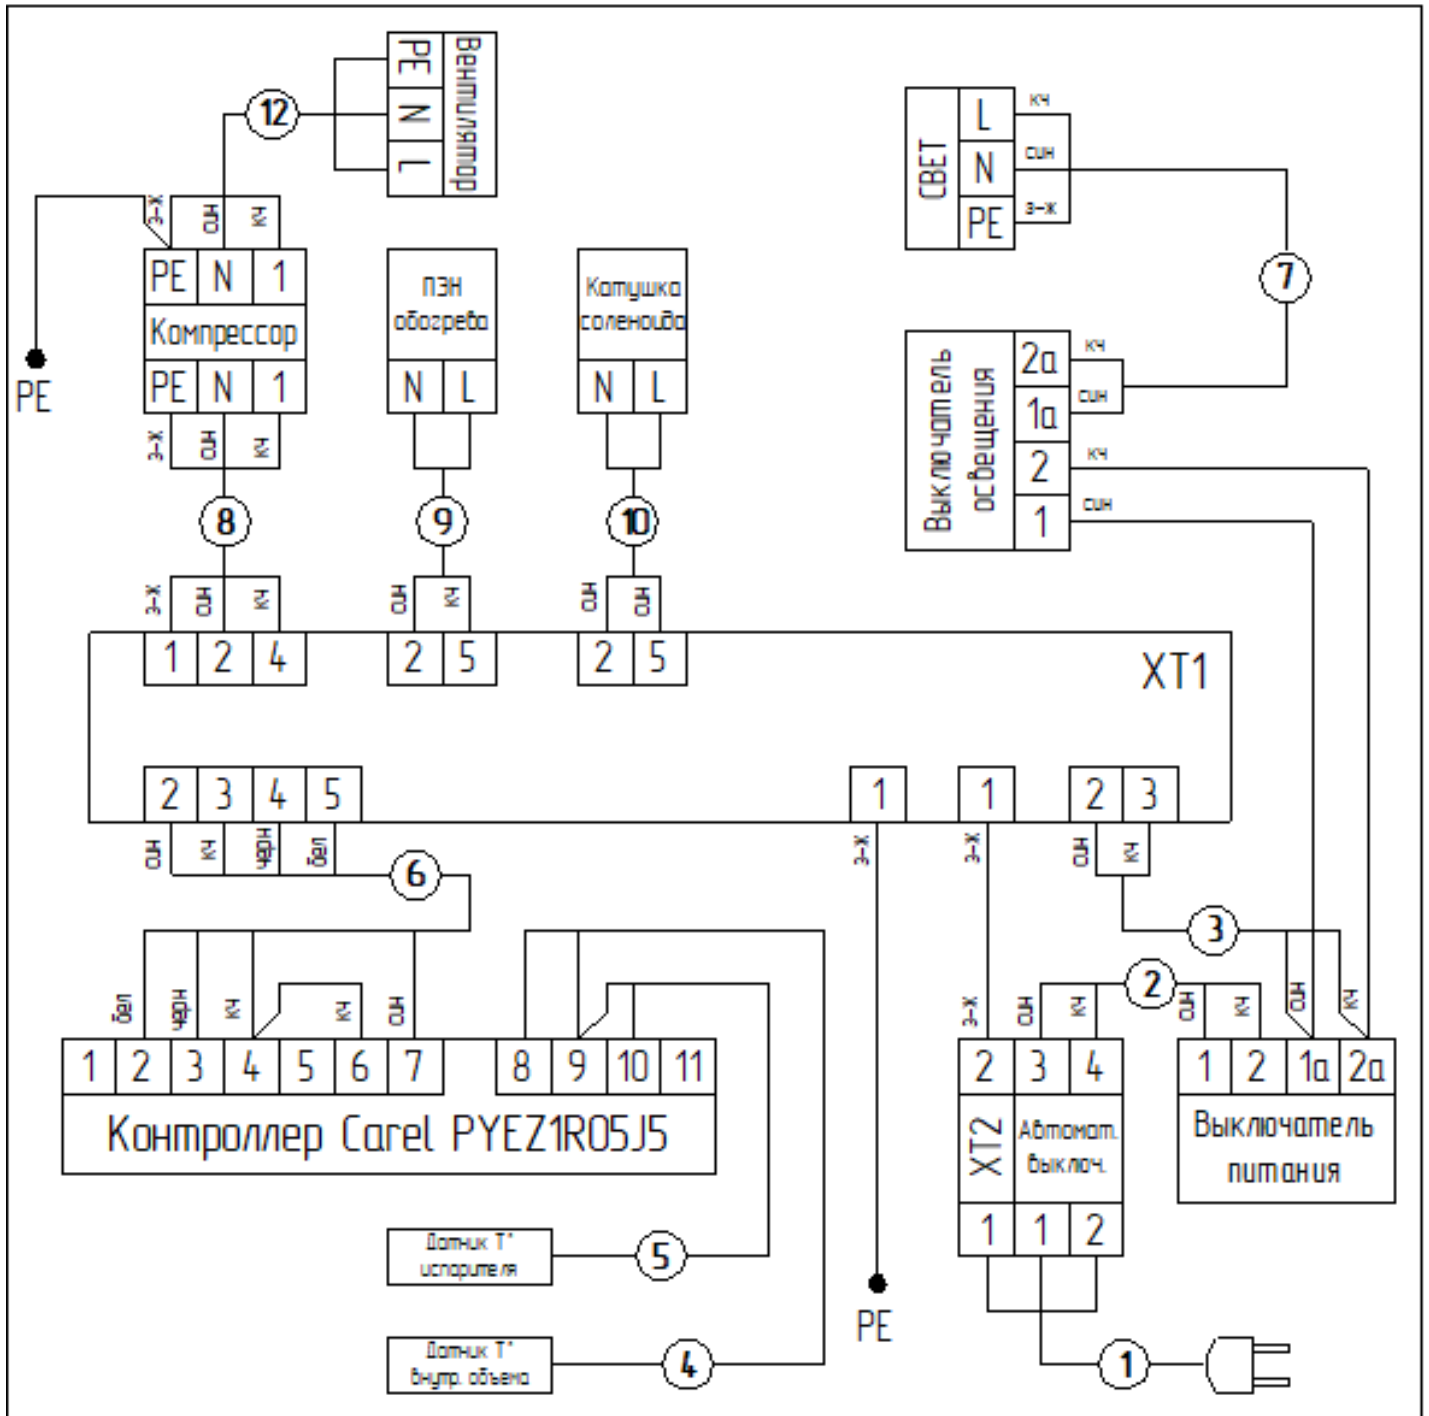 Вентилятор
PE
N
L
12
з-ж
син
кч
PE
N
1
Компрессор
PE
N
1
з-ж
син
кч
PE
8
з-ж
син
кч
ПЭН
обогрева
N
L
9
син
кч
Катушка
соленоида
N
L
10
син
син
СВЕТ
L
N
PE
кч
син
з-ж
7
Выключатель
освещения
2а
1а
2
1
кч
син
кч
син
1
2
4
2
5
2
5
XT1
2
3
4
5
1
1
2
3
син
кч
черн
бел
6
з-ж
з-ж
син
кч
3
2
бел
черн
кч
кч
син
з-ж
син
кч
син
кч
син
кч
1
2
3
4
5
6
7
8
9
10
11
Контроллер Carel PYEZ1R05J5
2
3
4
XT2
Автомат.
выключ.
1
1
2
1
2
1а
2а
Выключатель
питания
Датчик Т°
испарителя
5
Датчик Т°
внутр. объема
4
PE
1